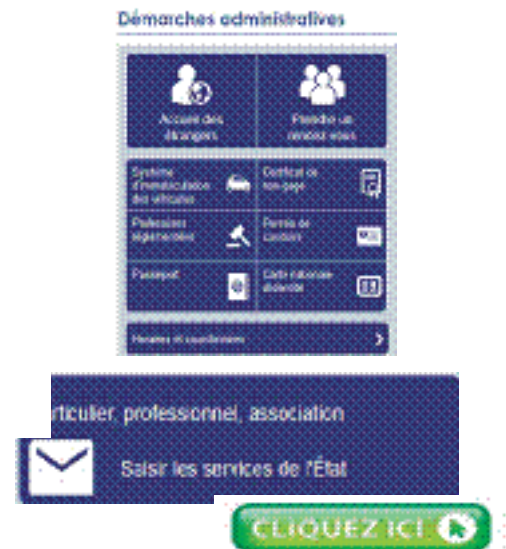 Démarches administratives
Accueil des
étrangers
Prendre un
rendez-vous
Système
d'immatriculation
des véhicules
Certificat de
non-gage
Professions
réglementées
Permis de
conduire
Passeport
Carte nationale
d'identité
Horaires et coordonnées
rticulier, professionnel, association
Saisir les services de l'État
CLIQUEZ ICI